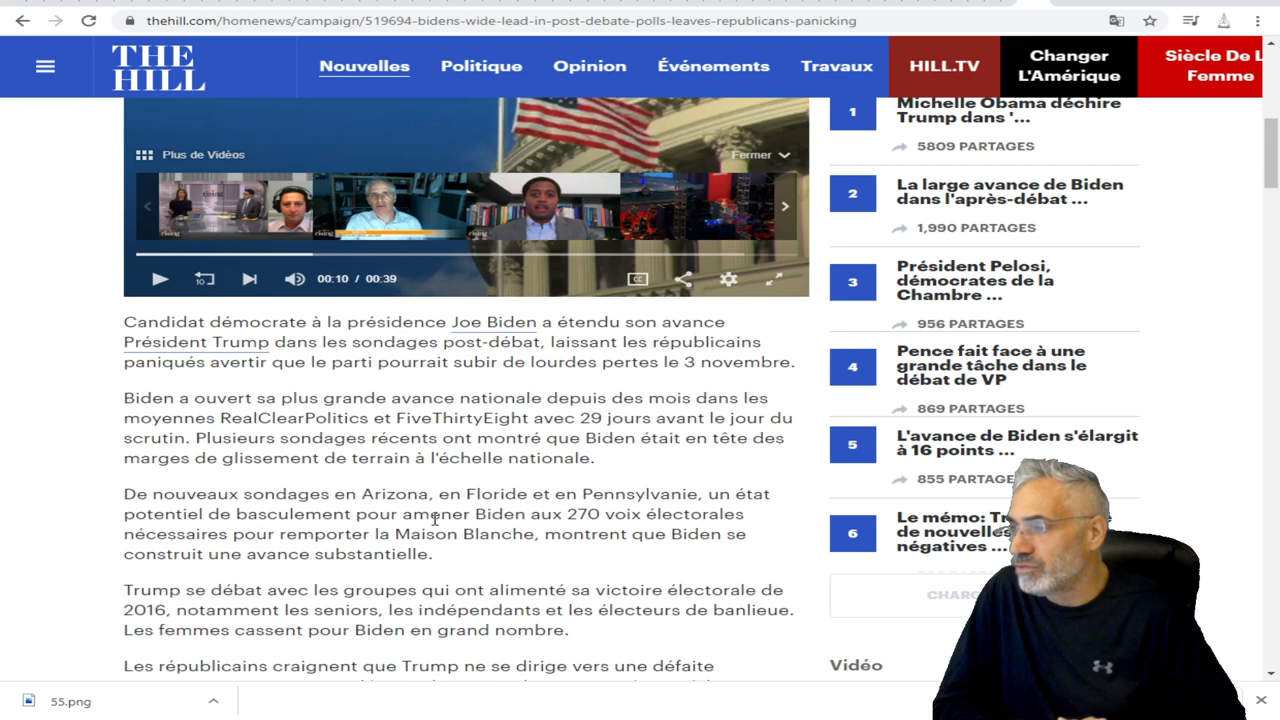 thehill.com/homenews/campaign/519694-bidens-wide-lead-in-post-debate-polls-leaves-republicans-panicking
THE
HILL
Nouvelles
Politique
Opinion
Événements
Travaux
HILL.TV
Changer
L'Amérique
Siècle De L
Femme
Plus de Vidéos
Fermer
rising
rising
00:10 / 00:39
CC
10
Candidat démocrate à la présidence Joe Biden a étendu son avance
Président Trump dans les sondages post-débat, laissant les républicains
paniqués avertir que le parti pourrait subir de lourdes pertes le 3 novembre.
Biden a ouvert sa plus grande avance nationale depuis des mois dans les
moyennes RealClearPolitics et FiveThirtyEight avec 29 jours avant le jour du
scrutin. Plusieurs sondages récents ont montré que Biden était en tête des
marges de glissement de terrain à l'échelle nationale.
De nouveaux sondages en Arizona, en Floride et en Pennsylvanie, un état
potentiel de basculement pour amener Biden aux 270 voix électorales
nécessaires pour remporter la Maison Blanche, montrent que Biden se
construit une avance substantielle.
Trump se débat avec les groupes qui ont alimenté sa victoire électorale de
2016, notamment les seniors, les indépendants et les électeurs de banlieue.
Les femmes cassent pour Biden en grand nombre.
Les républicains craignent que Trump ne se dirige vers une défaite
1
Michelle Obama déchire
Trump dans '...
5809 PARTAGES
2
La large avance de Biden
dans l'après-débat ...
1,990 PARTAGES
3
Président Pelosi,
démocrates de la
Chambre ...
956 PARTAGES
4
Pence fait face à une
grande tâche dans le
débat de VP
869 PARTAGES
5
L'avance de Biden s'élargit
à 16 points ...
855 PARTAGES
6
Le mémo:
de nouvelles
négatives ...
Vidéo
55.png